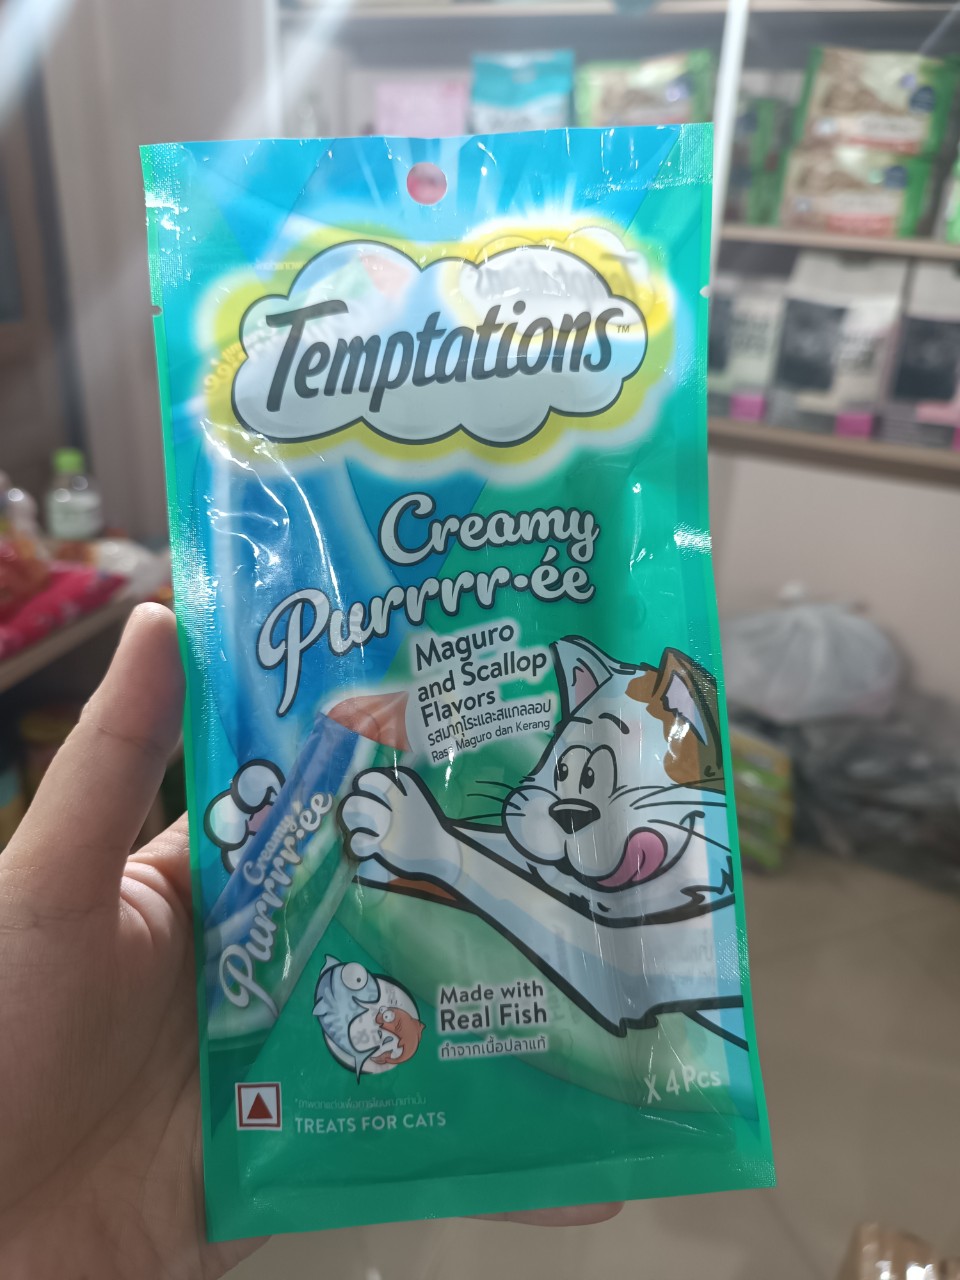 Temptations™
Creamy
Purrrr·ée
Maguro
and Scallop
Flavors
รสมากุโระและสแกลลอป
Rasa Maguro dan Kerang
Creamy
Purrrr·ée
Made with
Real Fish
ทำจากเนื้อปลาแท้
X 4 Pcs
TREATS FOR CATS